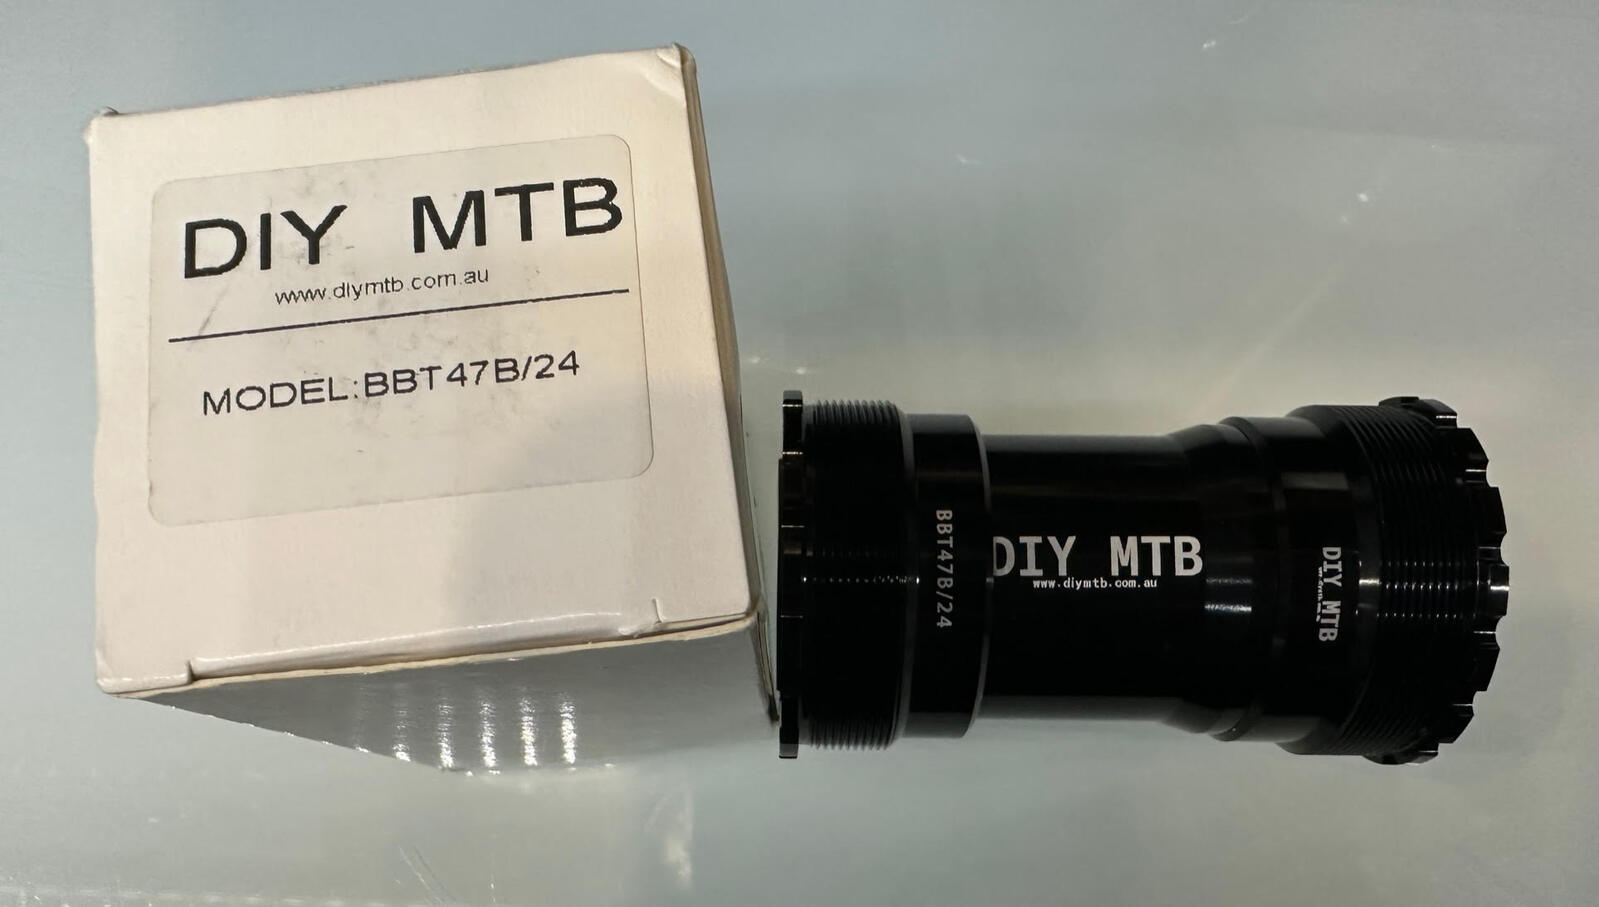 DIY MTB
www.diymtb.com.au
MODEL:BBT47B/24
BBT47B/24
DIY MTB
www.diymtb.com.au
DIY MTB